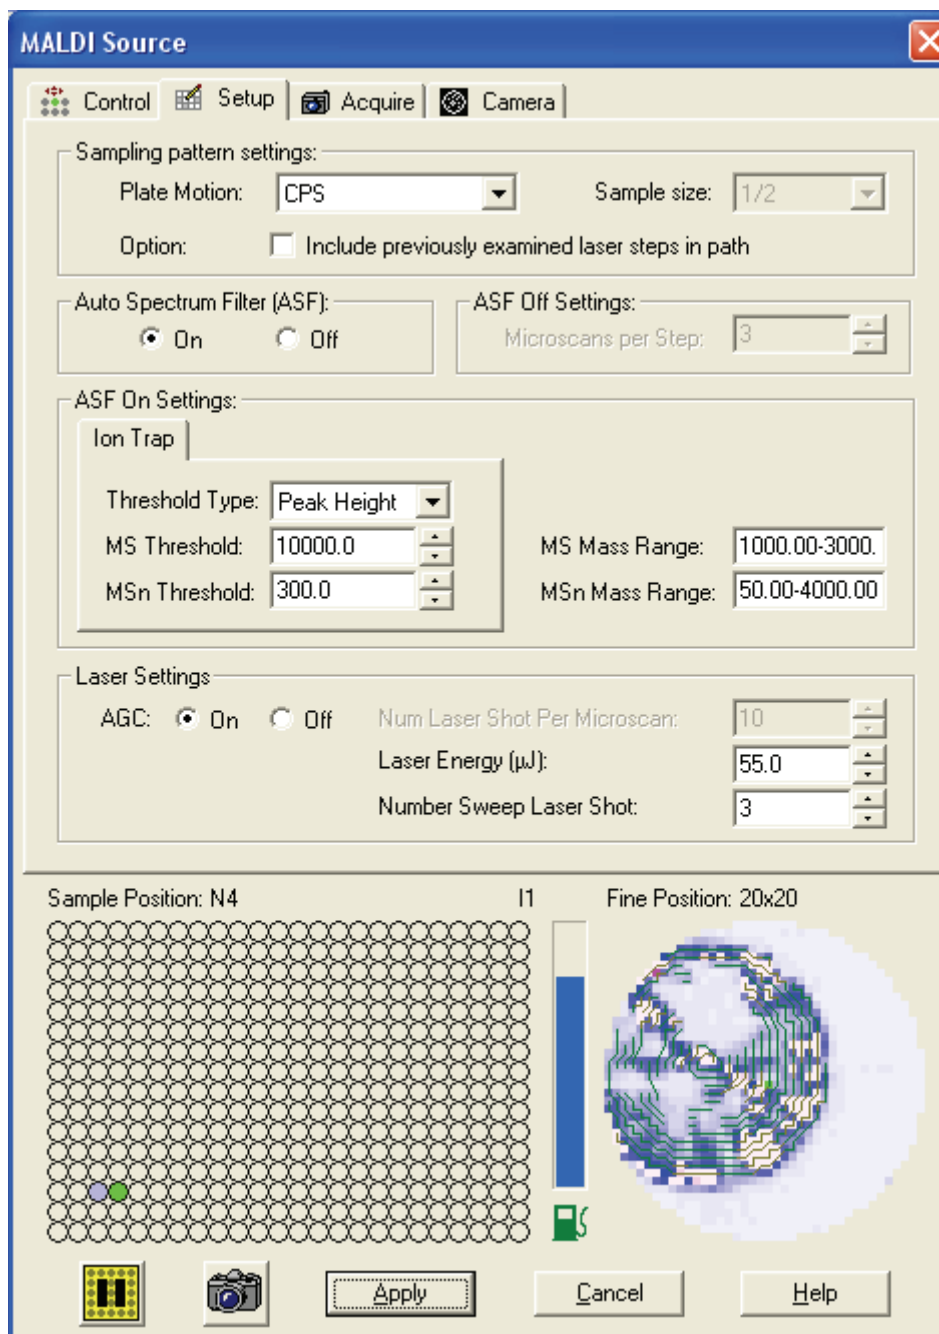 MALDI Source
Control Setup Acquire Camera
Sampling pattern settings:
Plate Motion: CPS Sample size: 1/2
Option: Include previously examined laser steps in path
Auto Spectrum Filter (ASF): ASF Off Settings:
On Off Microscans per Step: 3
ASF On Settings:
Ion Trap
Threshold Type: Peak Height
MS Threshold: 10000.0 MS Mass Range: 1000.00-3000.
MSn Threshold: 300.0 MSn Mass Range: 50.00-4000.00
Laser Settings
AGC: On Off Num Laser Shot Per Microscan: 10
Laser Energy (µJ): 55.0
Number Sweep Laser Shot: 3
Sample Position: N4 I1 Fine Position: 20x20
Apply Cancel Help